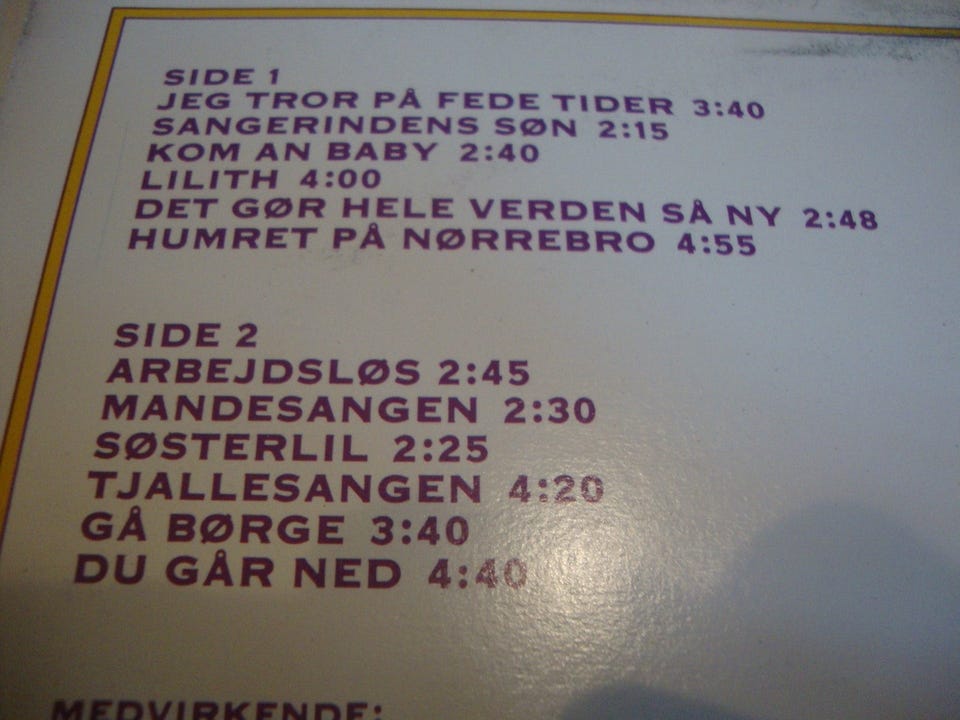 SIDE 1
JEG TROR PÅ FEDE TIDER 3:40
SANGERINDENS SØN 2:15
KOM AN BABY 2:40
LILITH 4:00
DET GØR HELE VERDEN SÅ NY 2:48
HUMRET PÅ NØRREBRO 4:55
SIDE 2
ARBEJDSLØS 2:45
MANDESANGEN 2:30
SØSTERLIL 2:25
TJALLESANGEN 4:20
GÅ BØRGE 3:40
DU GÅR NED 4:40
MEDVIRKENDE: